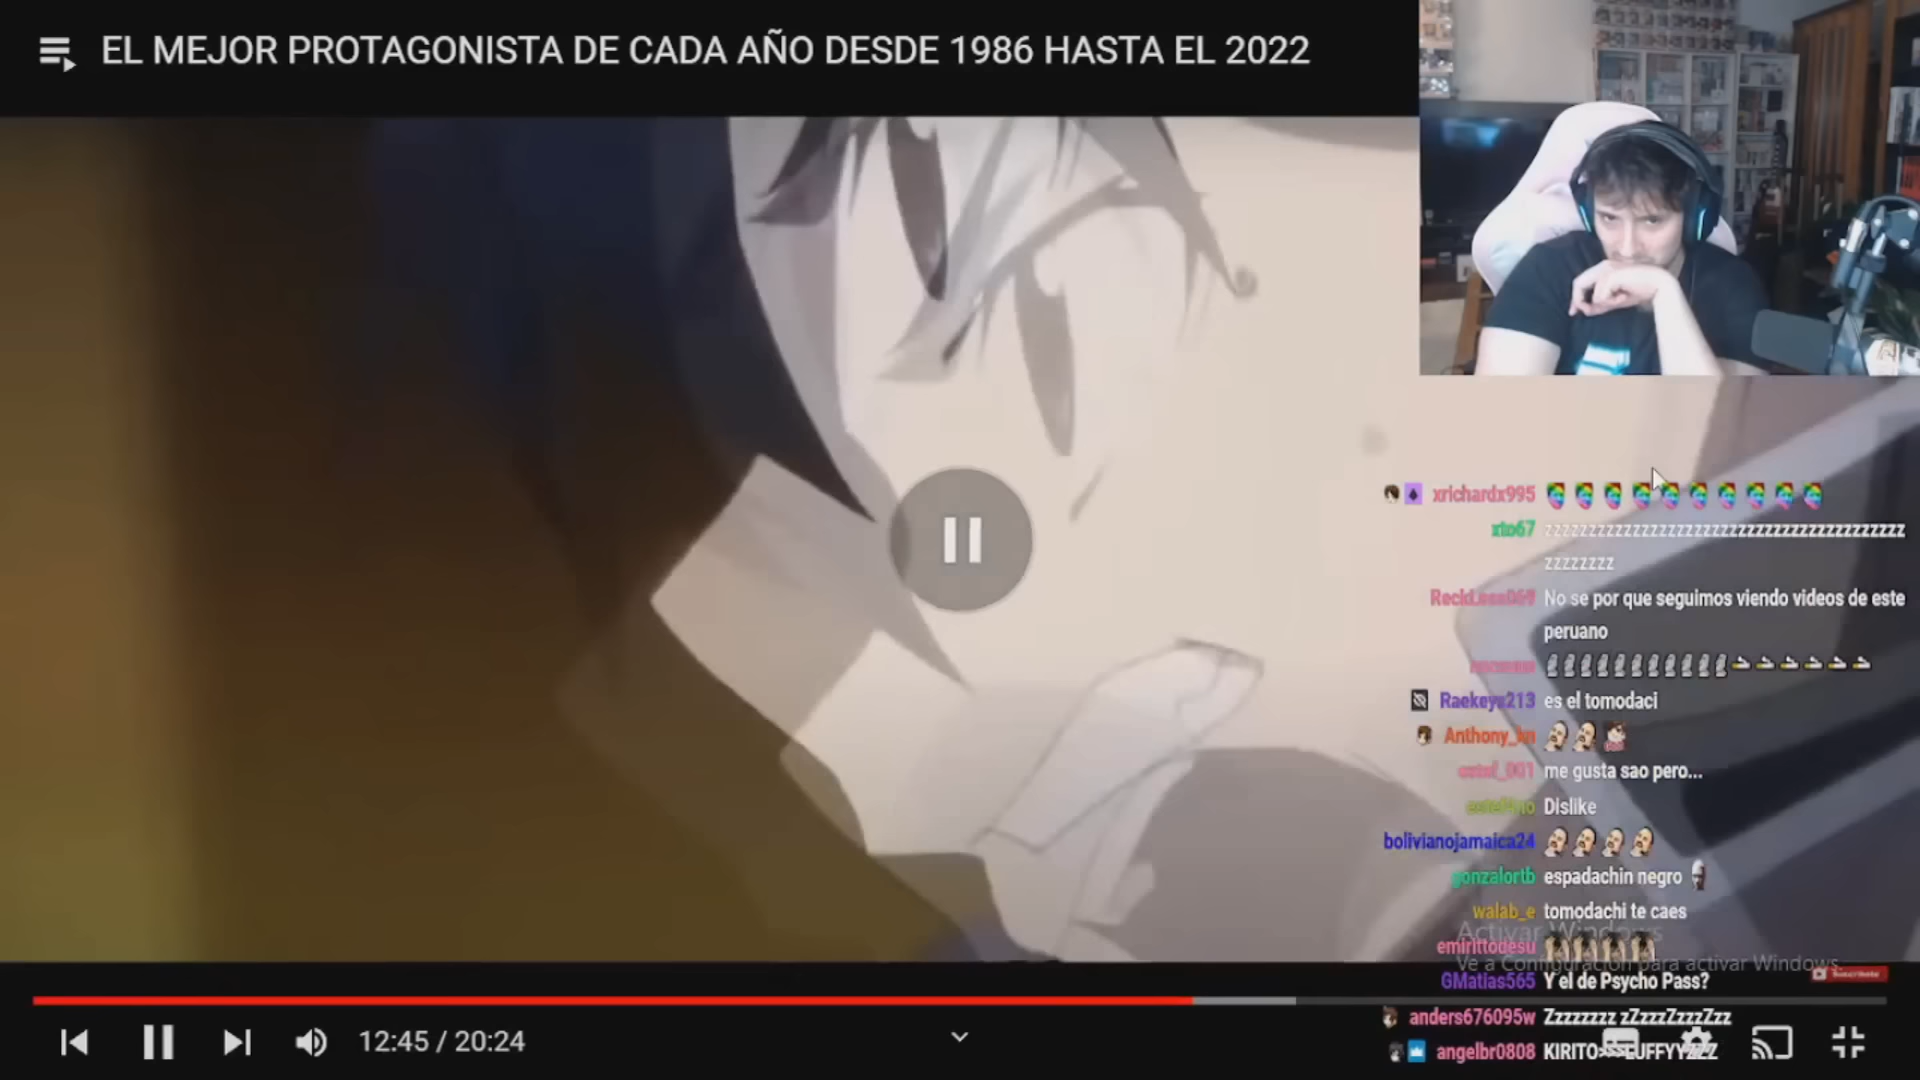 EL MEJOR PROTAGONISTA DE CADA AÑO DESDE 1986 HASTA EL 2022
xrichardx995
xto67 zzzzzzzzzzzzzzzzzzzzzzzzzzzzzzzzzzzzzzzzz
zzzzzzzz
No se por que seguimos viendo videos de este
peruano
Raekeys213 es el tomodaci
Anthony_kn
me gusta sao pero...
Dislike
bolivianojamaica24
gonzalortb espadachin negro
walab_e tomodachi te caes
Activar Windows
emirittodesu
Ve a Configuración para activar Windows.
GMatias565 Y el de Psycho Pass?
anders676095w Zzzzzzzz zZzzzZzzzZzz
angelbr0808 KIRITO>>>LUFFYYZZZ
12:45 / 20:24